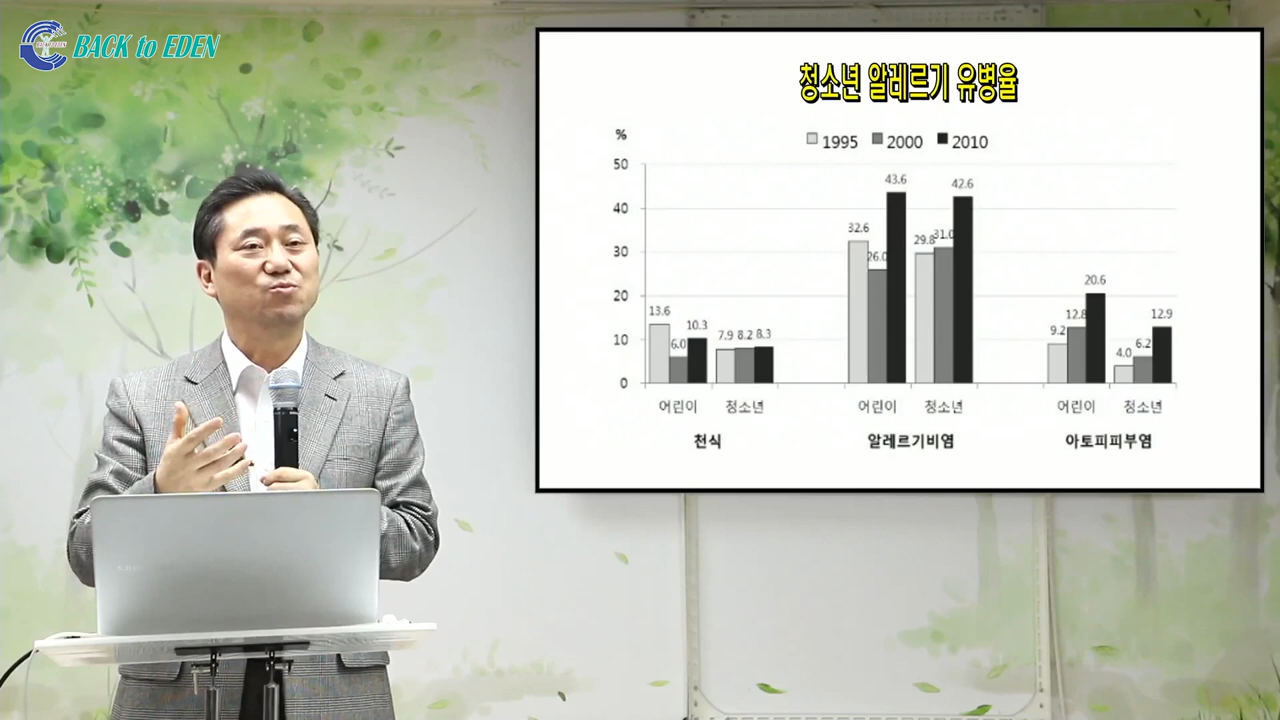 BACK to EDEN
청소년 알레르기 유병율
%
1995 2000 2010
50
40
30
20
10
0
13.6 6.0 10.3 7.9 8.2 8.3
32.6 26.0 43.6 29.8 31.0 42.6
9.2 12.8 20.6 4.0 6.2 12.9
어린이 청소년 어린이 청소년 어린이 청소년
천식 알레르기비염 아토피피부염